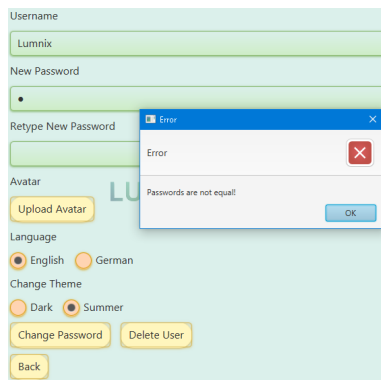 Username
Lumnix
New Password
Retype New Password
Error
Error
Passwords are not equal!
OK
Avatar
LU
Upload Avatar
Language
English German
Change Theme
Dark Summer
Change Password Delete User
Back